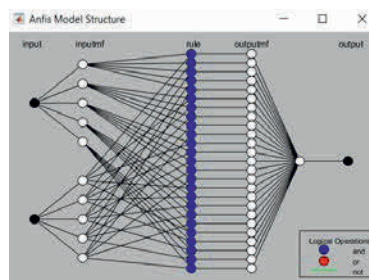 Anfis Model Structure
input inputmf rule outputmf output
Logical Operations
and
or
not